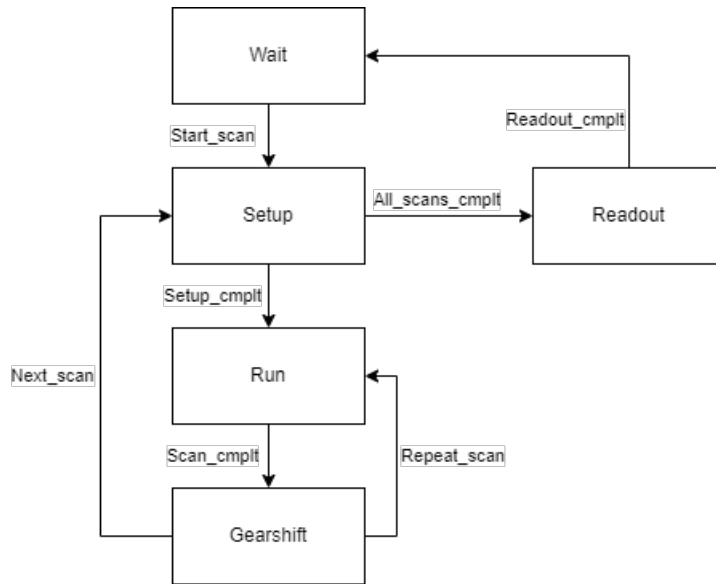 Wait
Readout_cmplt
Start_scan
All_scans_cmplt
Setup
Readout
Setup_cmplt
Next_scan
Run
Scan_cmplt
Repeat_scan
Gearshift